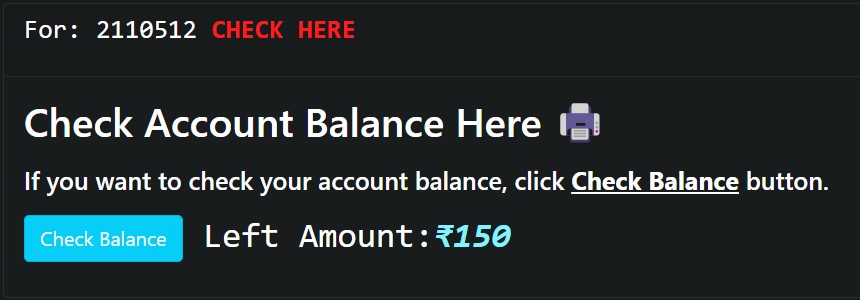 For: 2110512 CHECK HERE
Check Account Balance Here
If you want to check your account balance, click Check Balance button.
Check Balance Left Amount:₹150